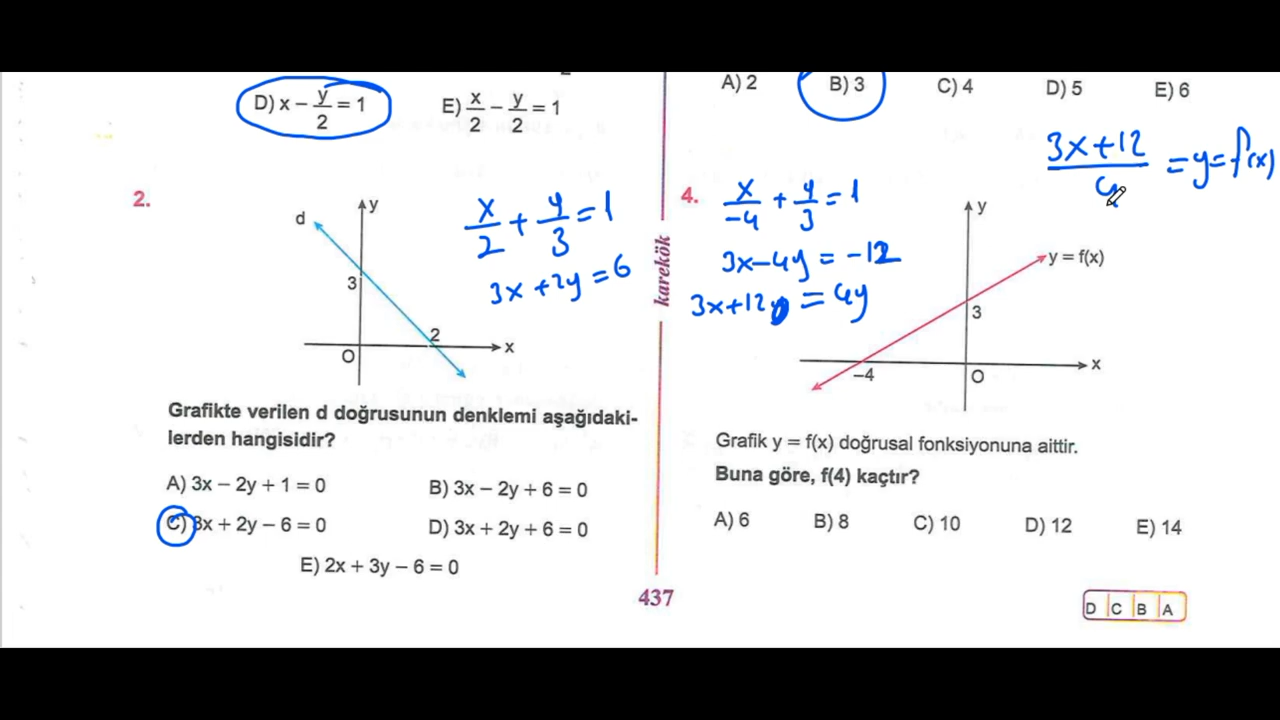 D) x − y/2 = 1
E) x/2 − y/2 = 1
2.
d
y
3
2
O
x
x/2 + y/3 = 1
3x + 2y = 6
Grafikte verilen d doğrusunun denklemi aşağıdaki-
lerden hangisidir?
A) 3x − 2y + 1 = 0
B) 3x − 2y + 6 = 0
C) 3x + 2y − 6 = 0
D) 3x + 2y + 6 = 0
E) 2x + 3y − 6 = 0
karekök
437
A) 2
B) 3
C) 4
D) 5
E) 6
3x+12 / 4 = y = f(x)
4.
x/-4 + y/3 = 1
3x − 4y = −12
3x + 12 = 4y
y
y = f(x)
3
−4
O
x
Grafik y = f(x) doğrusal fonksiyonuna aittir.
Buna göre, f(4) kaçtır?
A) 6
B) 8
C) 10
D) 12
E) 14
D C B A